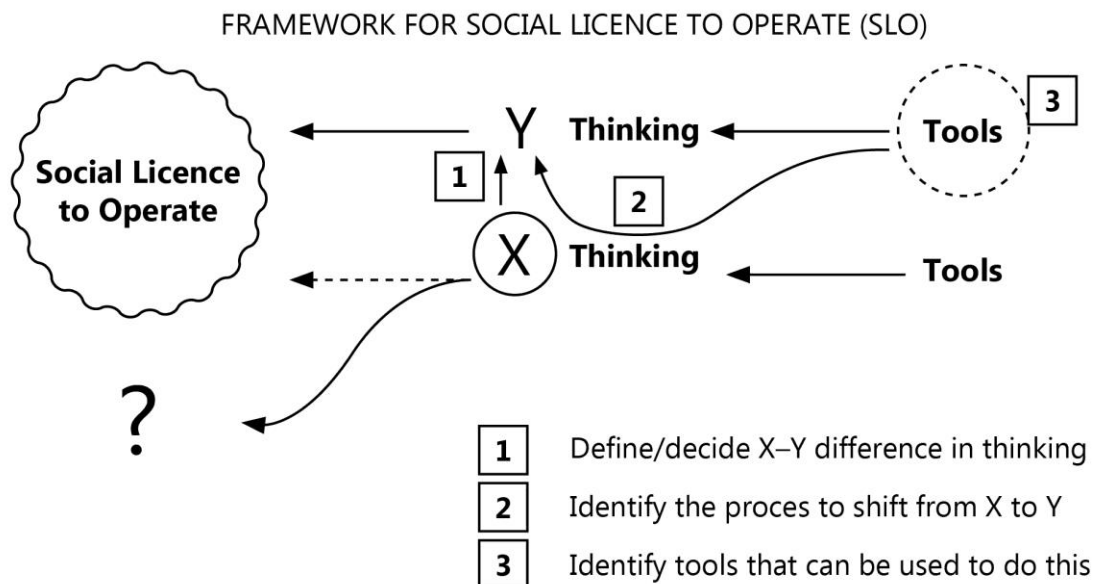 FRAMEWORK FOR SOCIAL LICENCE TO OPERATE (SLO)
Social Licence
to Operate
Y Thinking
Tools
3
1
2
X Thinking
Tools
?
1 Define/decide X–Y difference in thinking
2 Identify the proces to shift from X to Y
3 Identify tools that can be used to do this